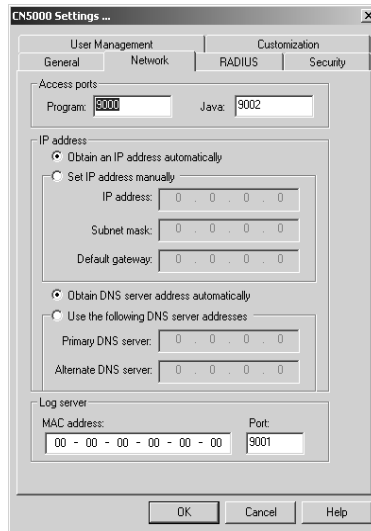 CN5000 Settings ...
User Management Customization
General Network RADIUS Security
Access ports
Program: 9000 Java: 9002
IP address
Obtain an IP address automatically
Set IP address manually
IP address: 0 . 0 . 0 . 0
Subnet mask: 0 . 0 . 0 . 0
Default gateway: 0 . 0 . 0 . 0
Obtain DNS server address automatically
Use the following DNS server addresses
Primary DNS server: 0 . 0 . 0 . 0
Alternate DNS server: 0 . 0 . 0 . 0
Log server
MAC address: Port:
00 - 00 - 00 - 00 - 00 - 00 9001
OK Cancel Help